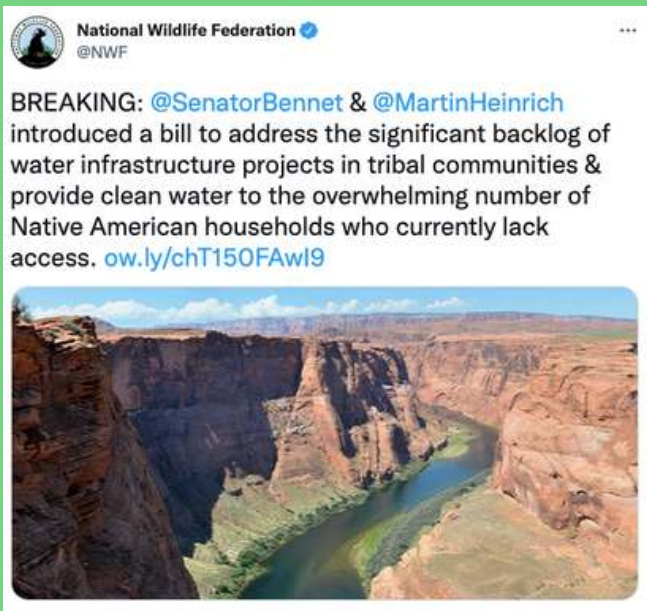 National Wildlife Federation
@NWF
BREAKING: @SenatorBennet & @MartinHeinrich
introduced a bill to address the significant backlog of
water infrastructure projects in tribal communities &
provide clean water to the overwhelming number of
Native American households who currently lack
access. ow.ly/chT150FAwI9